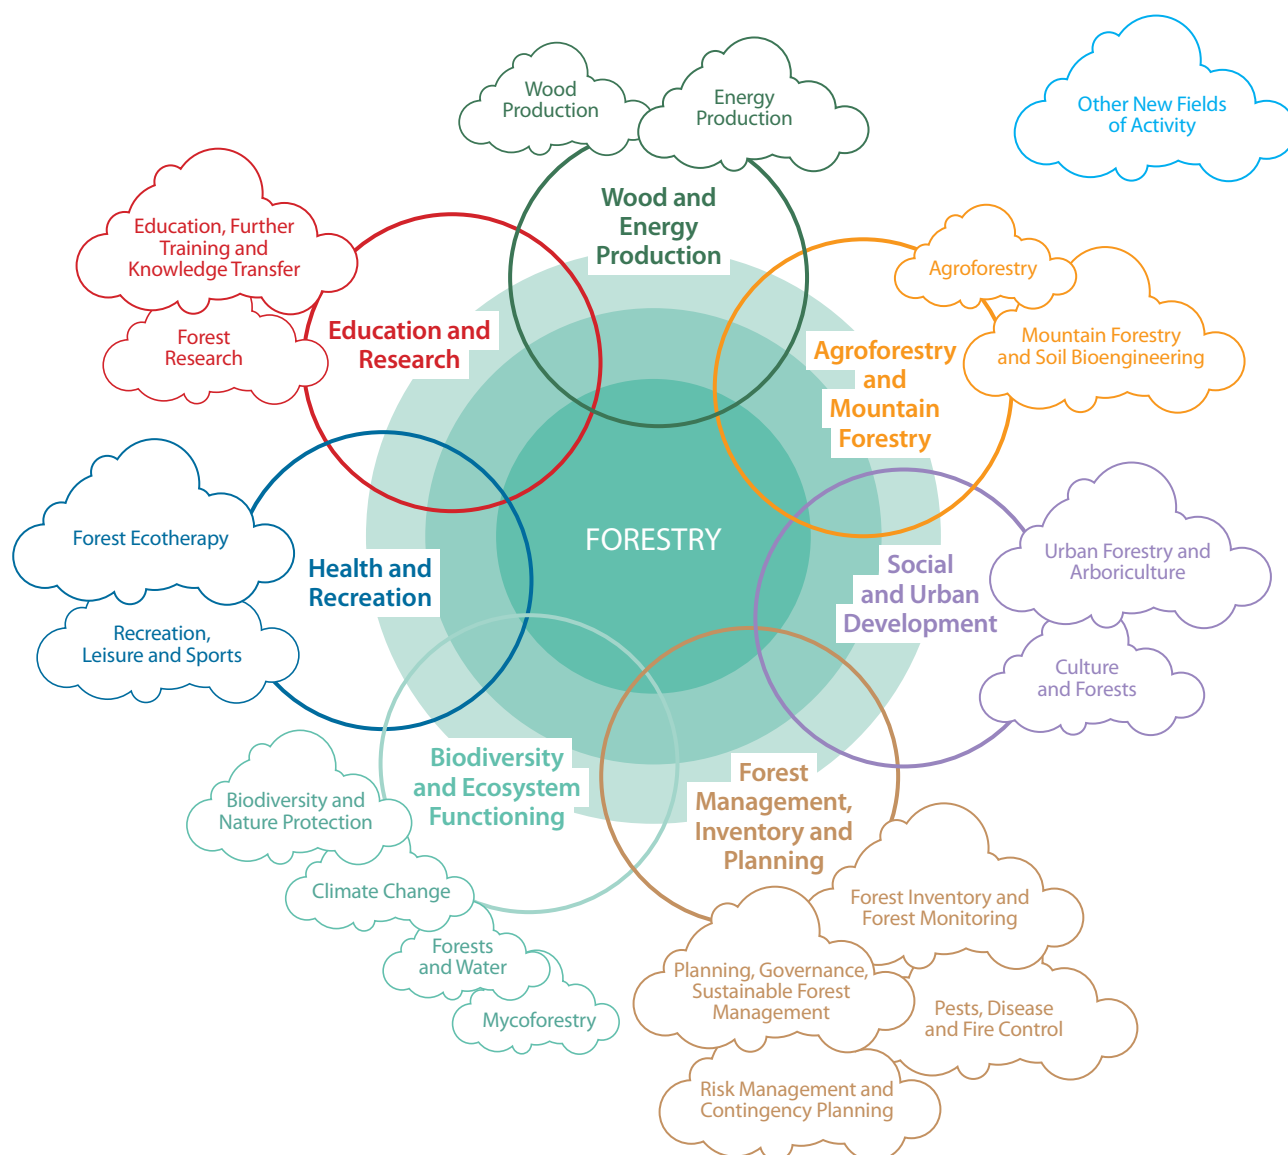 Wood
Production
Energy
Production
Other New Fields
of Activity
Wood and
Energy
Production
Education, Further
Training and
Knowledge Transfer
Forest
Research
Education and
Research
Agroforestry
Mountain Forestry
and Soil Bioengineering
Agroforestry
and
Mountain
Forestry
FORESTRY
Forest Ecotherapy
Recreation,
Leisure and Sports
Health and
Recreation
Social
and Urban
Development
Urban Forestry and
Arboriculture
Culture
and Forests
Biodiversity
and Ecosystem
Functioning
Biodiversity and
Nature Protection
Climate Change
Forests
and Water
Mycoforestry
Forest
Management,
Inventory and
Planning
Forest Inventory and
Forest Monitoring
Planning, Governance,
Sustainable Forest
Management
Pests, Disease
and Fire Control
Risk Management and
Contingency Planning